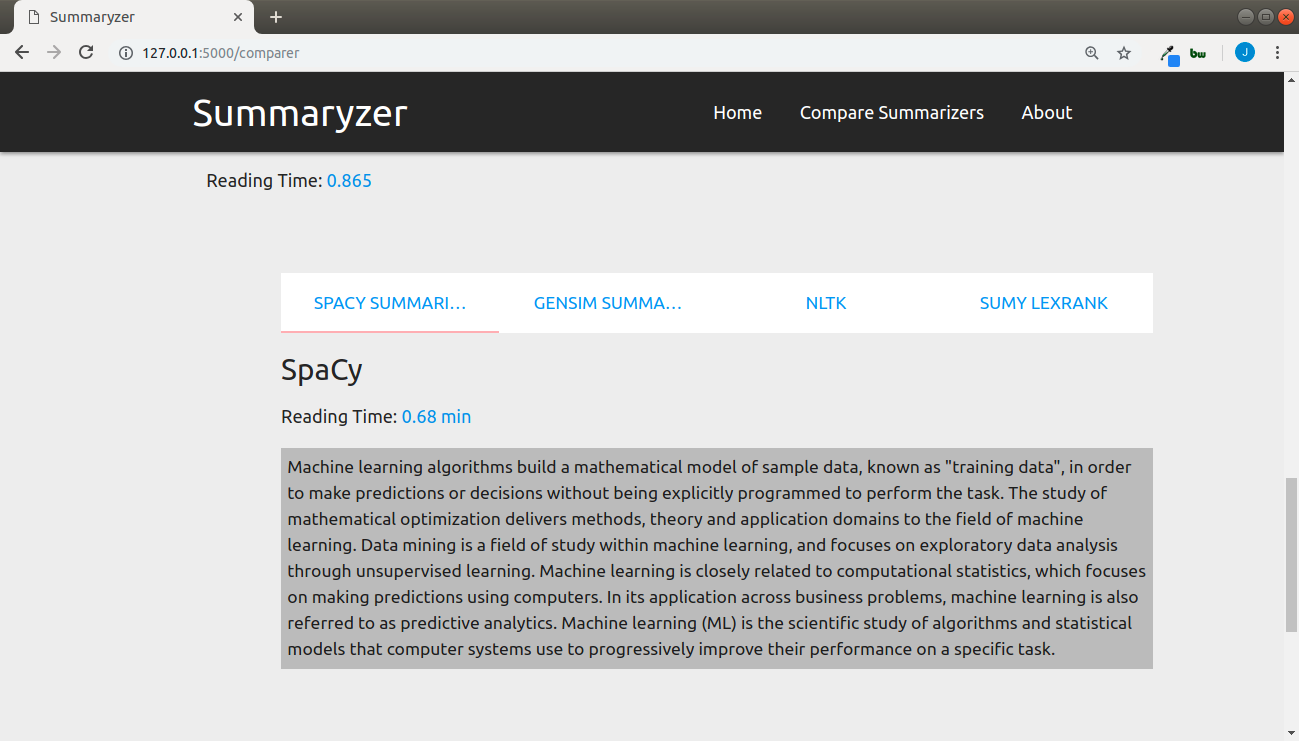 Summaryzer
127.0.0.1:5000/comparer
bw
J
Summaryzer
Home Compare Summarizers About
Reading Time: 0.865
SPACY SUMMARI... GENSIM SUMMA... NLTK SUMY LEXRANK
SpaCy
Reading Time: 0.68 min
Machine learning algorithms build a mathematical model of sample data, known as "training data", in order
to make predictions or decisions without being explicitly programmed to perform the task. The study of
mathematical optimization delivers methods, theory and application domains to the field of machine
learning. Data mining is a field of study within machine learning, and focuses on exploratory data analysis
through unsupervised learning. Machine learning is closely related to computational statistics, which focuses
on making predictions using computers. In its application across business problems, machine learning is also
referred to as predictive analytics. Machine learning (ML) is the scientific study of algorithms and statistical
models that computer systems use to progressively improve their performance on a specific task.